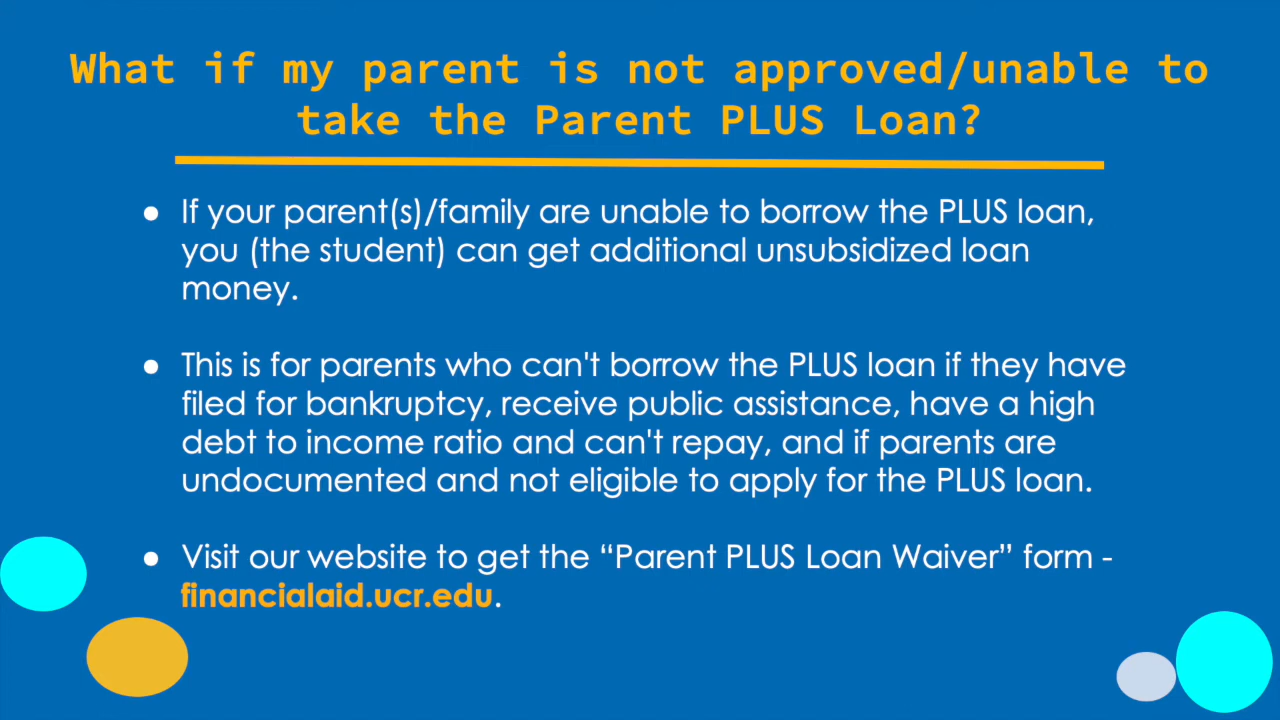 What if my parent is not approved/unable to
take the Parent PLUS Loan?
● If your parent(s)/family are unable to borrow the PLUS loan,
you (the student) can get additional unsubsidized loan
money.
● This is for parents who can't borrow the PLUS loan if they have
filed for bankruptcy, receive public assistance, have a high
debt to income ratio and can't repay, and if parents are
undocumented and not eligible to apply for the PLUS loan.
● Visit our website to get the “Parent PLUS Loan Waiver” form -
financialaid.ucr.edu.